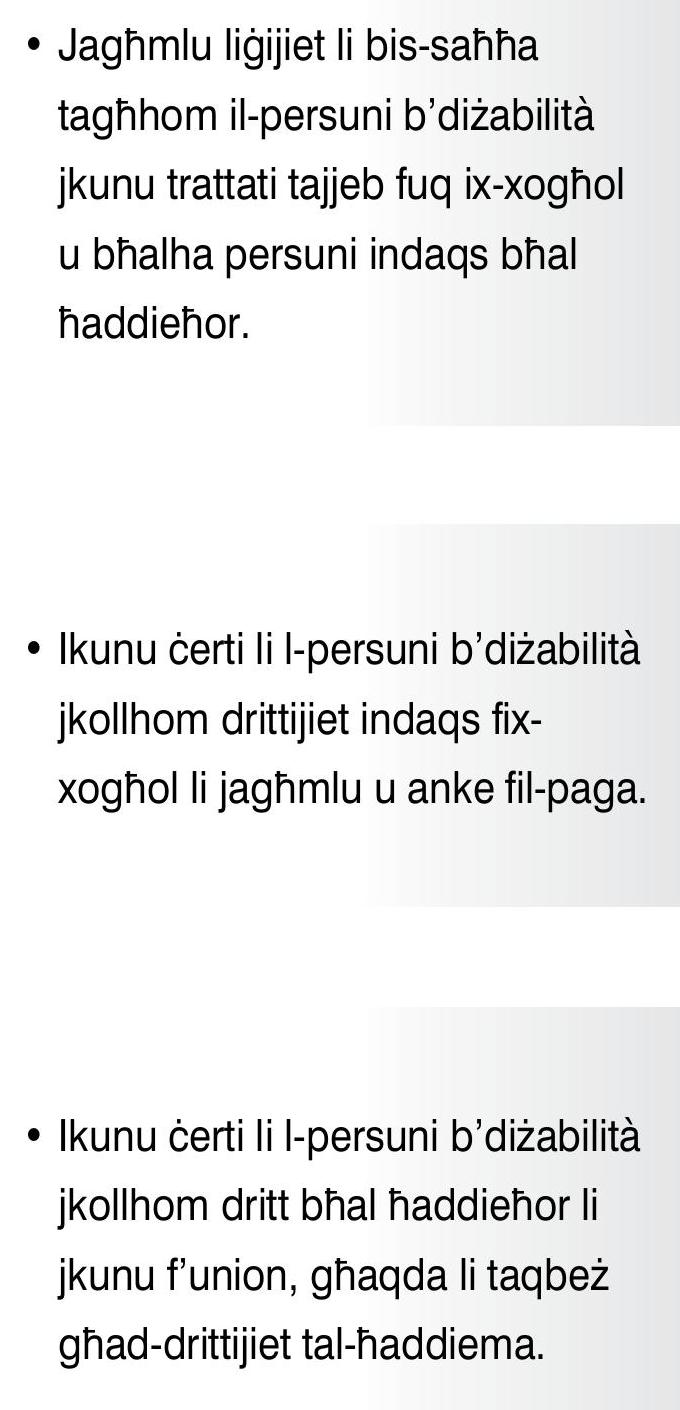 • Jagħmlu liġijiet li bis-saħħa
tagħhom il-persuni b’diżabilità
jkunu trattati tajjeb fuq ix-xogħol
u bħalha persuni indaqs bħal
ħaddieħor.
• Ikunu ċerti li l-persuni b’diżabilità
jkollhom drittijiet indaqs fix-
xogħol li jagħmlu u anke fil-paga.
• Ikunu ċerti li l-persuni b’diżabilità
jkollhom dritt bħal ħaddieħor li
jkunu f’union, għaqda li taqbeż
għad-drittijiet tal-ħaddiema.